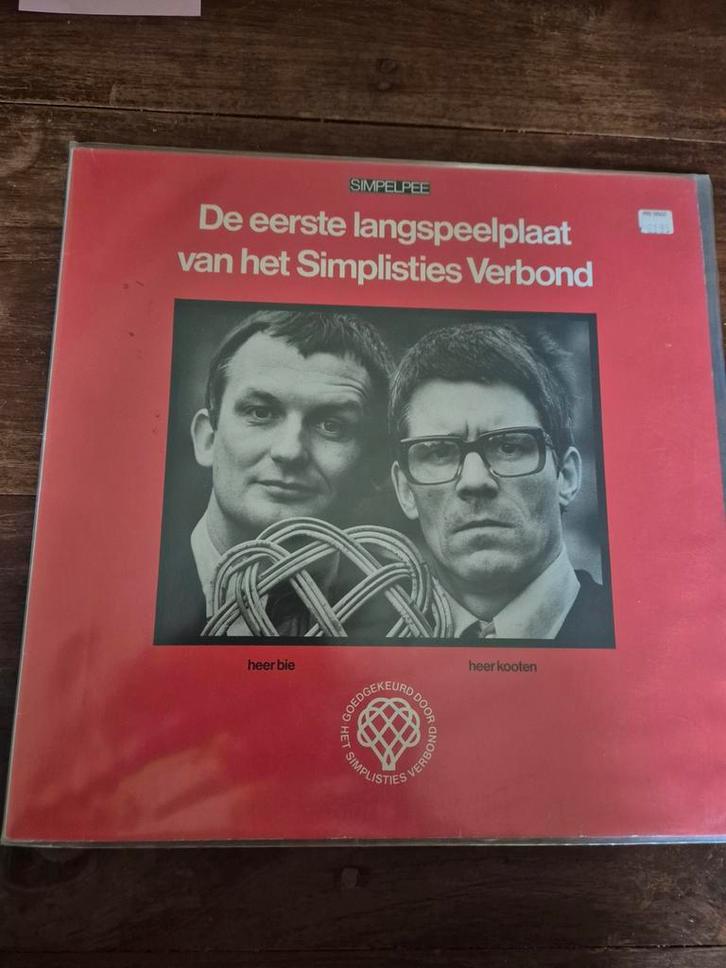 SIMPELPEE
De eerste langspeelplaat
van het Simplisties Verbond
heer bie
heer kooten
GOEDGEKEURD DOOR
HET SIMPLISTIES VERBOND